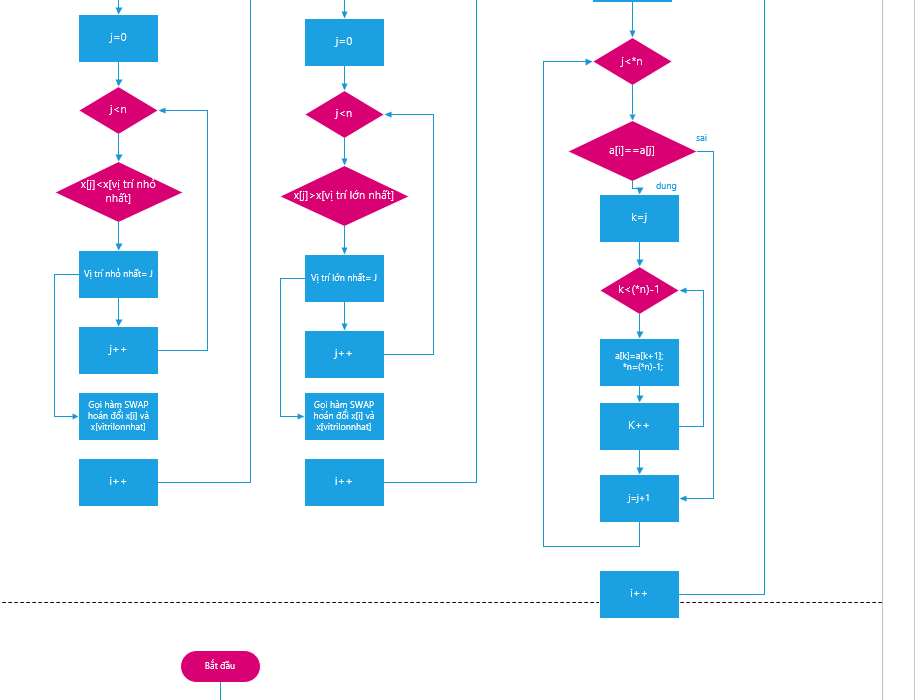 j=0
j<n
x[j]<x[vị trí nhỏ
nhất]
Vị trí nhỏ nhất= J
j++
Gọi hàm SWAP
hoán đổi x[i] và
x[vitrilonnhat]
i++
j=0
j<n
x[j]>x[vị trí lớn nhất]
Vị trí lớn nhất= J
j++
Gọi hàm SWAP
hoán đổi x[i] và
x[vitrilonnhat]
i++
j<*n
a[i]==a[j]
sai
dung
k=j
k<(*n)-1
a[k]=a[k+1];
*n=(*n)-1;
K++
j=j+1
i++
Bắt đầu